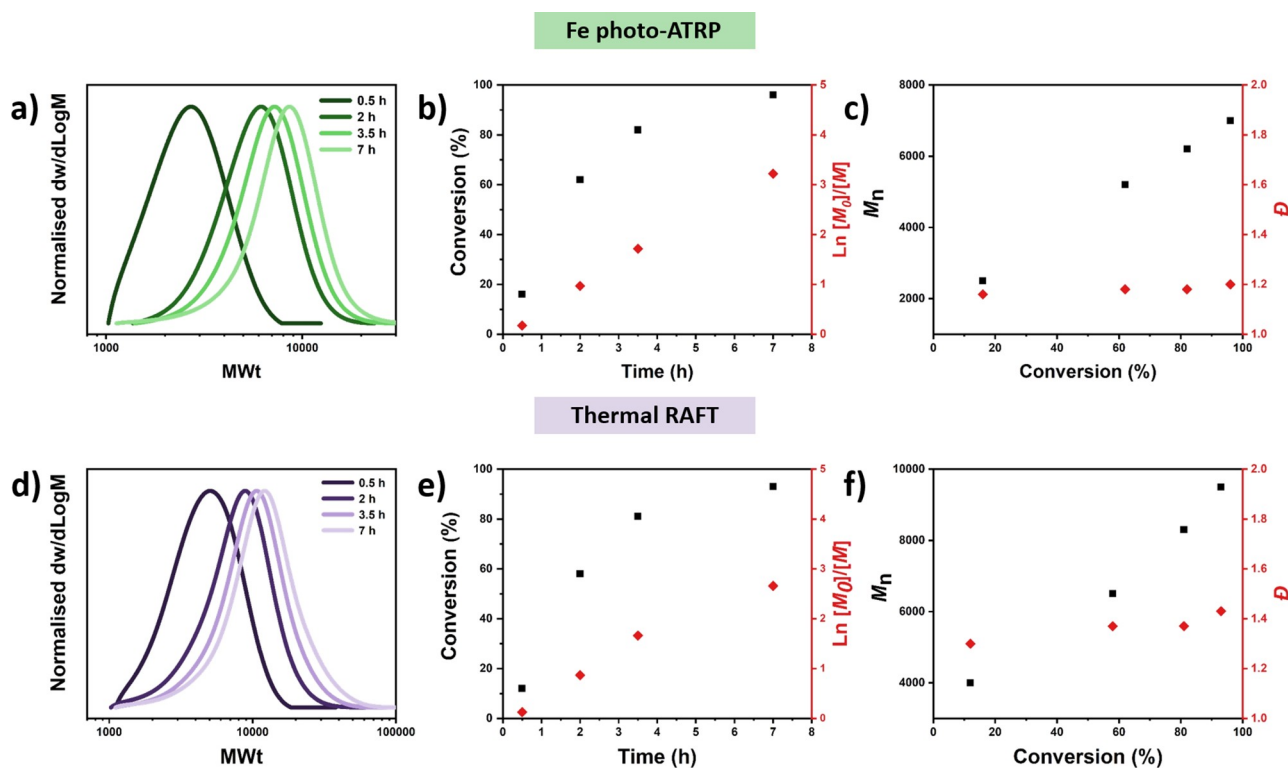 Fe photo-ATRP
a)
Normalised dw/dLogM
0.5 h
2 h
3.5 h
7 h
1000
10000
MWt
b)
Conversion (%)
100
80
60
40
20
0
0 1 2 3 4 5 6 7 8
Time (h)
5
4
3
2
1
0
Ln [M0]/[M]
c)
Mn
8000
6000
4000
2000
0 20 40 60 80 100
Conversion (%)
2.0
1.8
1.6
1.4
1.2
1.0
Đ
Thermal RAFT
d)
Normalised dw/dLogM
0.5 h
2 h
3.5 h
7 h
1000
10000
100000
MWt
e)
Conversion (%)
100
80
60
40
20
0
0 1 2 3 4 5 6 7 8
Time (h)
5
4
3
2
1
0
Ln [M0]/[M]
f)
Mn
10000
8000
6000
4000
0 20 40 60 80 100
Conversion (%)
2.0
1.8
1.6
1.4
1.2
1.0
Đ